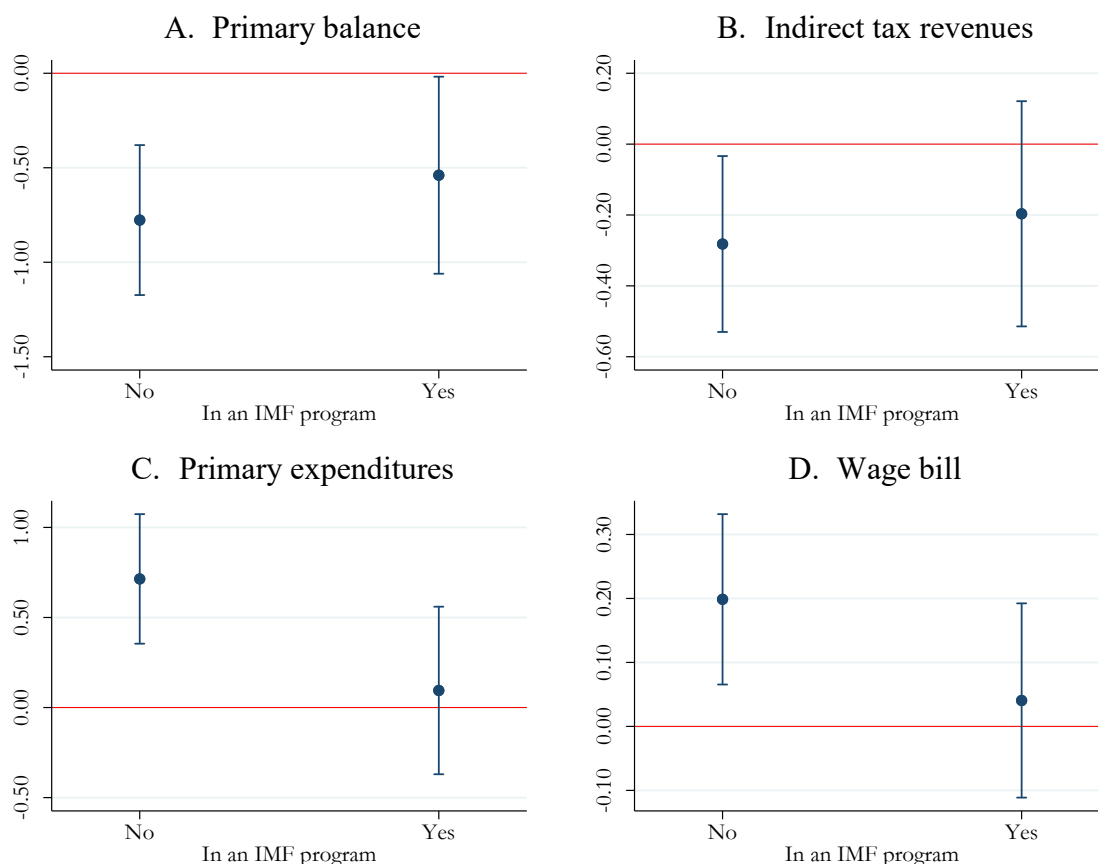 A. Primary balance
0.00
-0.50
-1.00
-1.50
No
Yes
In an IMF program
B. Indirect tax revenues
0.20
0.00
-0.20
-0.40
-0.60
No
Yes
In an IMF program
C. Primary expenditures
1.00
0.50
0.00
-0.50
No
Yes
In an IMF program
D. Wage bill
0.30
0.20
0.10
0.00
-0.10
No
Yes
In an IMF program